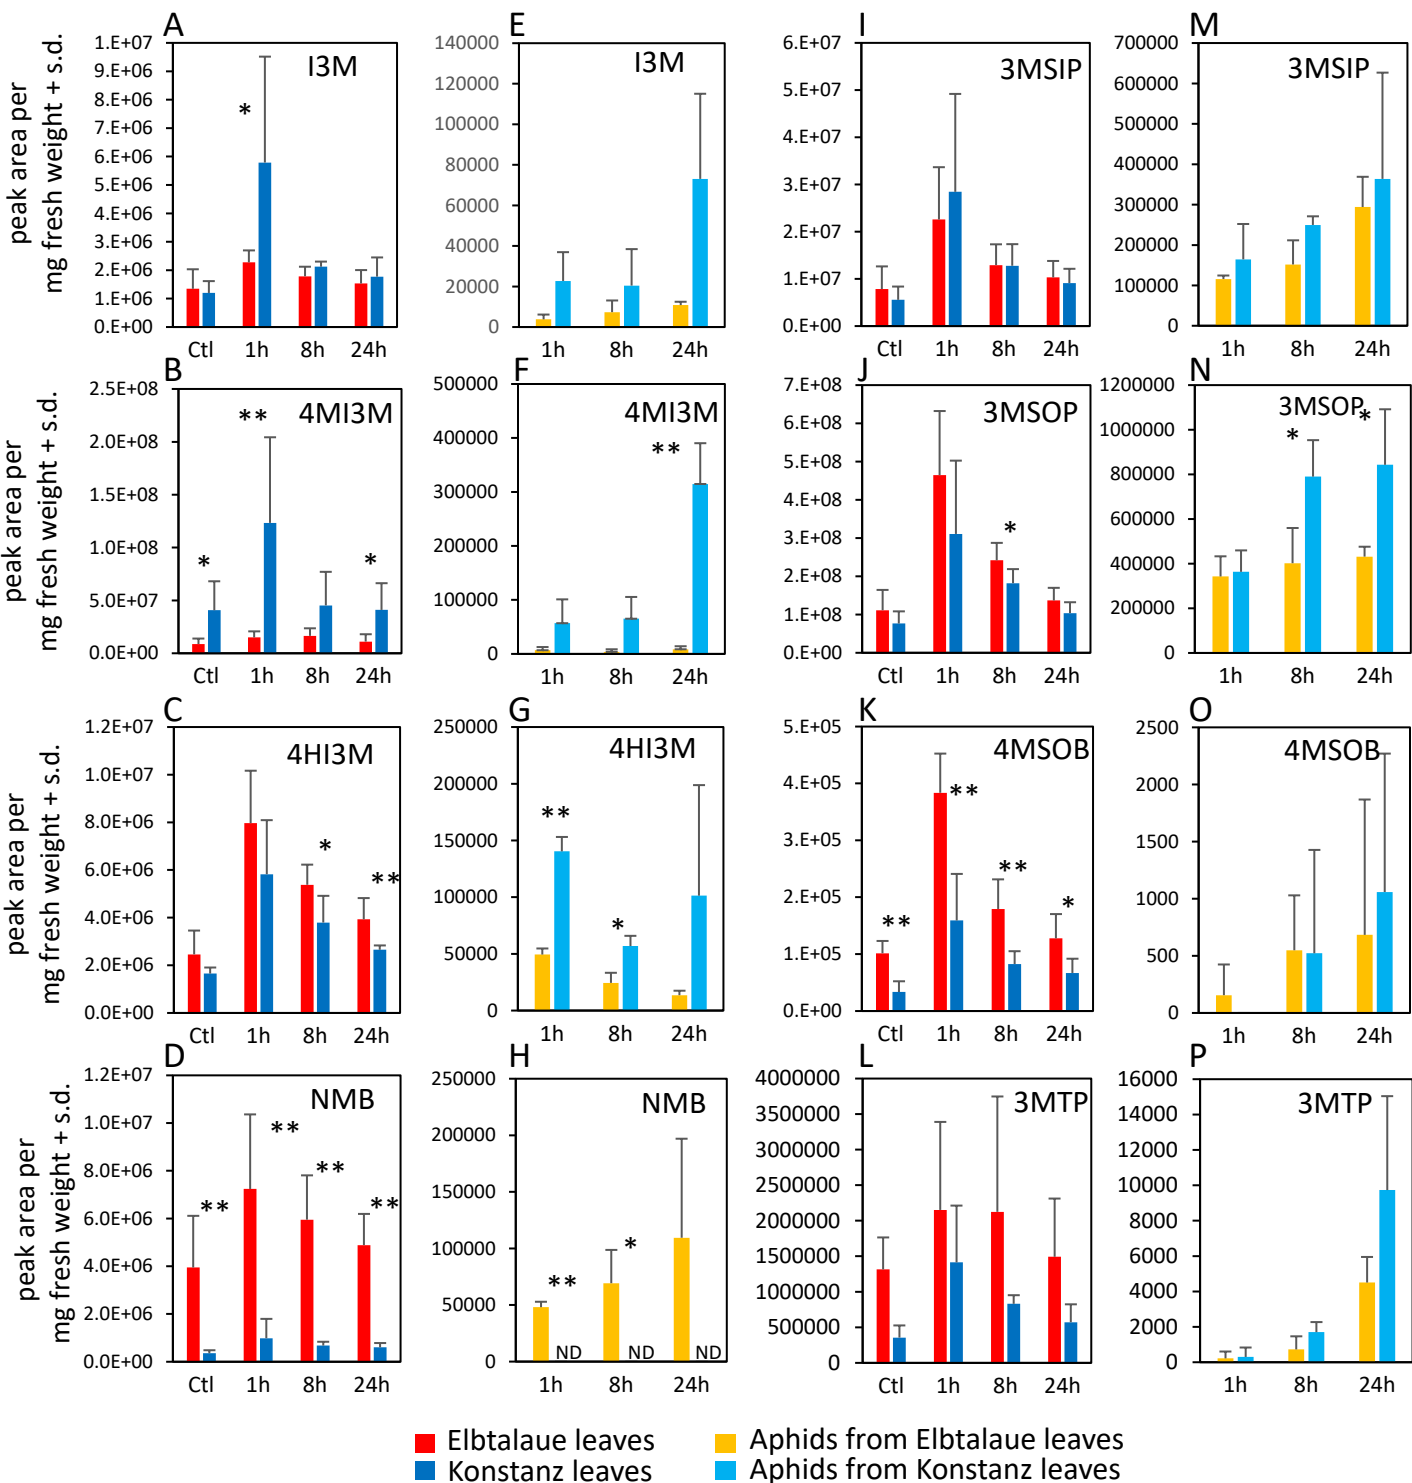 A
I3M
1.E+07
9.E+06
8.E+06
7.E+06
6.E+06
5.E+06
4.E+06
3.E+06
2.E+06
1.E+06
0.E+00
*
Ctl 1h 8h 24h
peak area per
mg fresh weight + s.d.
E
I3M
140000
120000
100000
80000
60000
40000
20000
0
1h 8h 24h
I
3MSIP
6.E+07
5.E+07
4.E+07
3.E+07
2.E+07
1.E+07
0.E+00
Ctl 1h 8h 24h
M
3MSIP
700000
600000
500000
400000
300000
200000
100000
0
1h 8h 24h
B
4MI3M
2.5E+08
2.0E+08
1.5E+08
1.0E+08
5.0E+07
0.0E+00
* ** *
Ctl 1h 8h 24h
peak area per
mg fresh weight + s.d.
F
4MI3M
500000
400000
300000
200000
100000
0
**
1h 8h 24h
J
3MSOP
7.E+08
6.E+08
5.E+08
4.E+08
3.E+08
2.E+08
1.E+08
0.E+00
*
Ctl 1h 8h 24h
N
3MSOP
1200000
1000000
800000
600000
400000
200000
0
* *
1h 8h 24h
C
4HI3M
1.2E+07
1.0E+07
8.0E+06
6.0E+06
4.0E+06
2.0E+06
0.0E+00
* **
Ctl 1h 8h 24h
peak area per
mg fresh weight + s.d.
G
4HI3M
250000
200000
150000
100000
50000
0
** *
1h 8h 24h
K
4MSOB
5.E+05
4.E+05
3.E+05
2.E+05
1.E+05
0.E+00
** ** ** *
Ctl 1h 8h 24h
O
4MSOB
2500
2000
1500
1000
500
0
1h 8h 24h
D
NMB
1.2E+07
1.0E+07
8.0E+06
6.0E+06
4.0E+06
2.0E+06
0.0E+00
** ** ** **
Ctl 1h 8h 24h
peak area per
mg fresh weight + s.d.
H
NMB
250000
200000
150000
100000
50000
0
** *
ND ND ND
1h 8h 24h
L
3MTP
4000000
3500000
3000000
2500000
2000000
1500000
1000000
500000
0
Ctl 1h 8h 24h
P
3MTP
16000
14000
12000
10000
8000
6000
4000
2000
0
1h 8h 24h
Elbtalaue leaves
Konstanz leaves
Aphids from Elbtalaue leaves
Aphids from Konstanz leaves